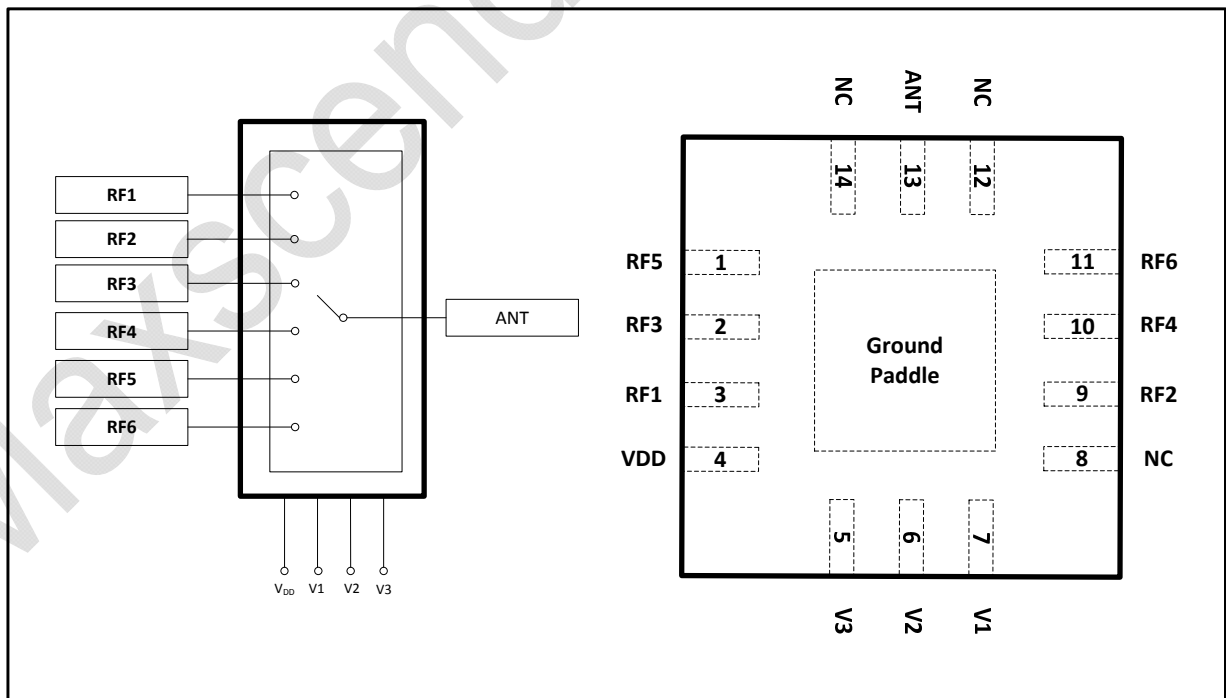 Maxscend
RF1
RF2
RF3
RF4
RF5
RF6
ANT
VDD V1 V2 V3
NC ANT NC
14 13 12
RF5 1 11 RF6
RF3 2 10 RF4
Ground
Paddle
RF1 3 9 RF2
VDD 4 8 NC
5 6 7
V3 V2 V1